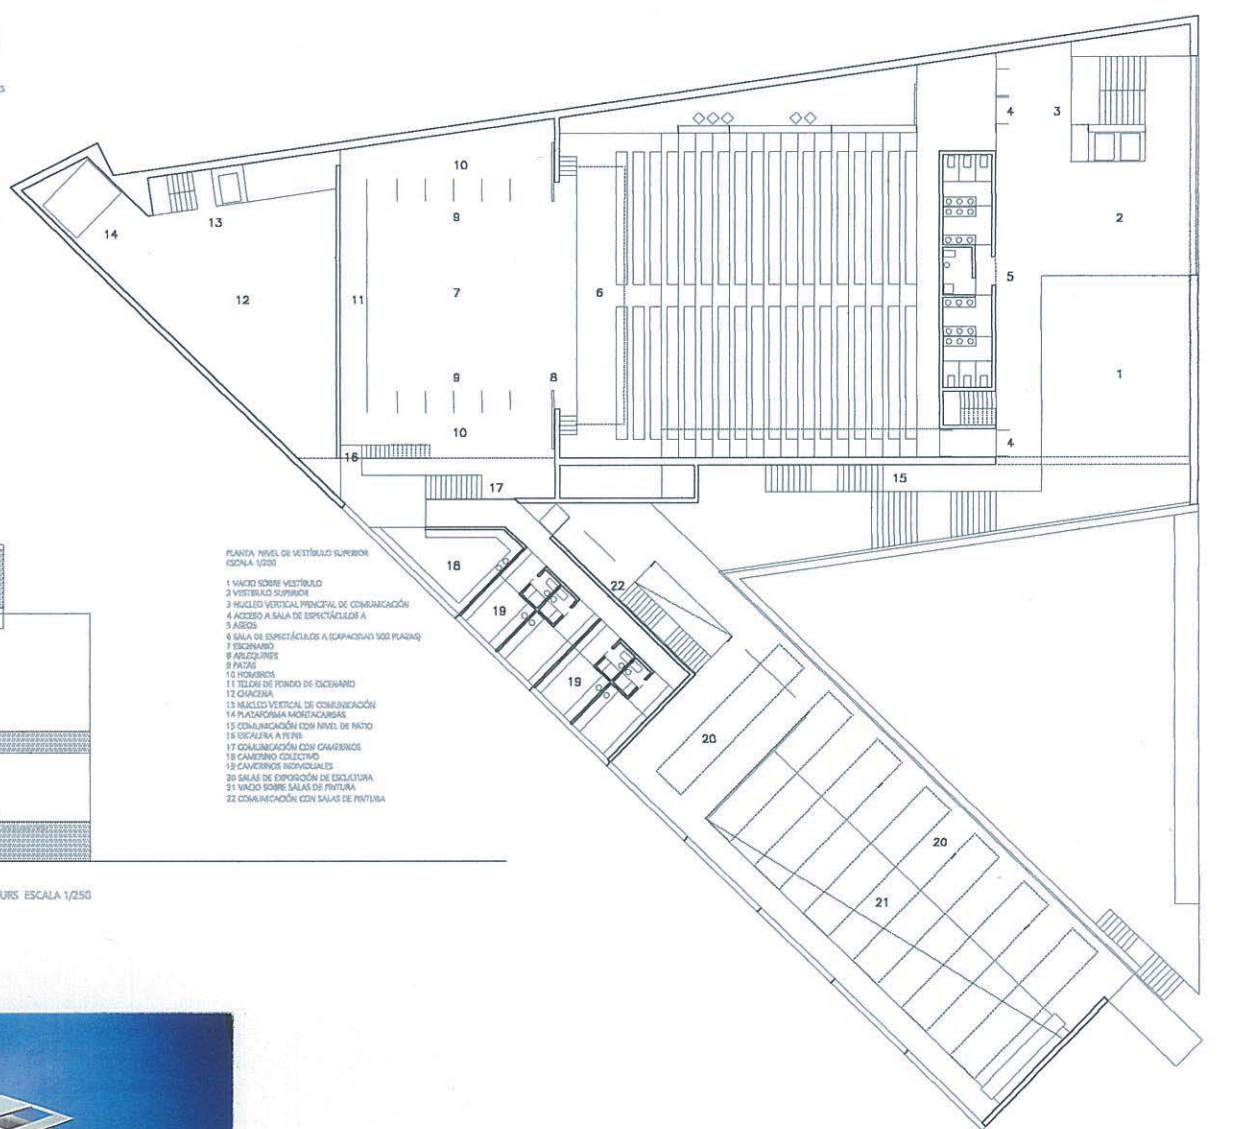 PLANTA NIVEL DE VESTÍBULO SUPERIOR
ESCALA 1/200
1 VACIO SOBRE VESTÍBULO
2 VESTIBULO SUPERIOR
3 NUCLEO VERTICAL PRINCIPAL DE COMUNICACIÓN
4 ACCESO A SALA DE ESPECTÁCULOS A
5 ASEOS
6 SALA DE ESPECTÁCULOS A (CAPACIDAD 500 PLAZAS)
7 ESCENARIO
8 ARLEQUINES
9 PATAS
10 HOMBROS
11 TELON DE FONDO DE ESCENARIO
12 CHACENA
13 NUCLEO VERTICAL DE COMUNICACIÓN
14 PLATAFORMA MONTACARGAS
15 COMUNICACIÓN CON NIVEL DE PATIO
16 ESCALERA A PEINE
17 COMUNICACIÓN CON CAMERINOS
18 CAMERINO COLECTIVO
19 CAMERINOS INDIVIDUALES
20 SALAS DE EXPOSICIÓN DE ESCULTURA
21 VACIO SOBRE SALAS DE PINTURA
22 COMUNICACIÓN CON SALAS DE PINTURA
URS ESCALA 1/250
4
3
10
14
13
9
2
12
11
7
6
5
9
8
1
10
4
16
17
15
18
22
19
19
20
20
21